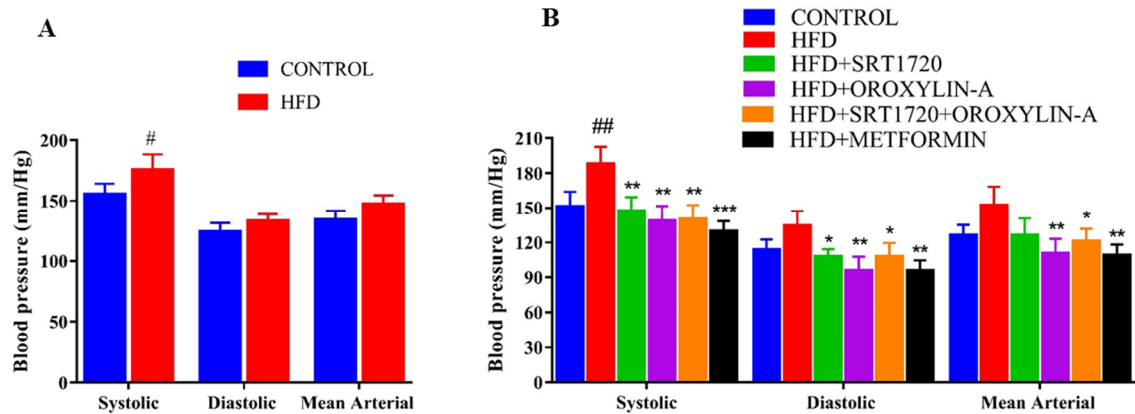 A
CONTROL
HFD
Blood pressure (mm/Hg)
200
150
100
50
0
#
Systolic
Diastolic
Mean Arterial
B
CONTROL
HFD
HFD+SRT1720
HFD+OROXYLIN-A
HFD+SRT1720+OROXYLIN-A
HFD+METFORMIN
Blood pressure (mm/Hg)
210
180
150
120
90
60
30
0
##
** ** ** ***
* ** * **
** * **
Systolic
Diastolic
Mean Arterial